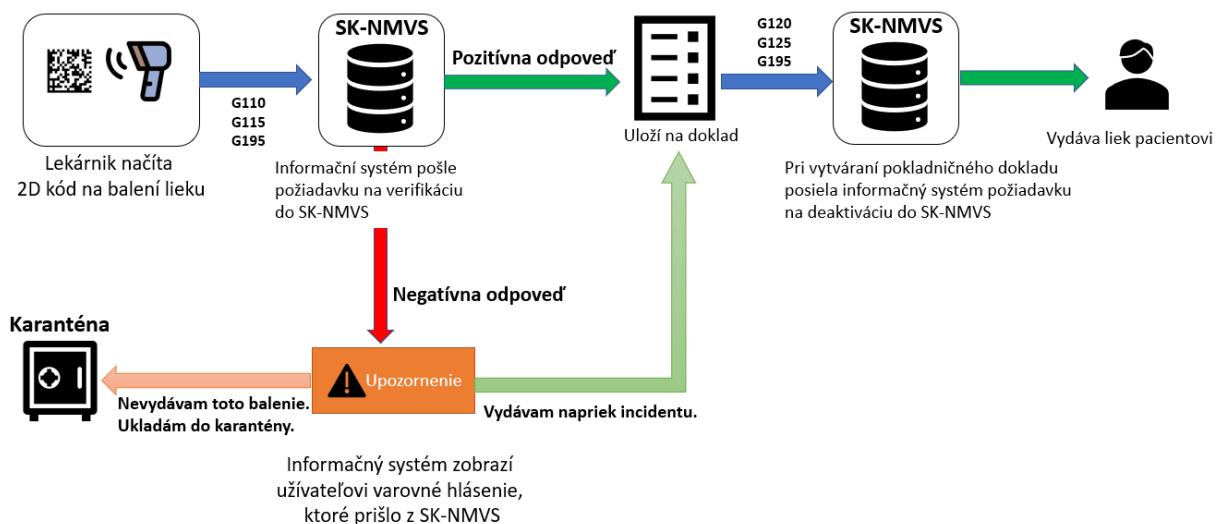 SK-NMVS
Pozitívna odpoveď
G110
G115
G195
Lekárnik načíta
2D kód na balení lieku
Informační systém pošle
požiadavku na verifikáciu
do SK-NMVS
Uloží na doklad
G120
G125
G195
SK-NMVS
Pri vytváraní pokladničného dokladu
posiela informačný systém požiadavku
na deaktiváciu do SK-NMVS
Vydáva liek pacientovi
Negatívna odpoveď
Karanténa
Upozornenie
Nevydávam toto balenie.
Ukladám do karantény.
Vydávam napriek incidentu.
Informačný systém zobrazí
užívateľovi varovné hlásenie,
ktoré prišlo z SK-NMVS